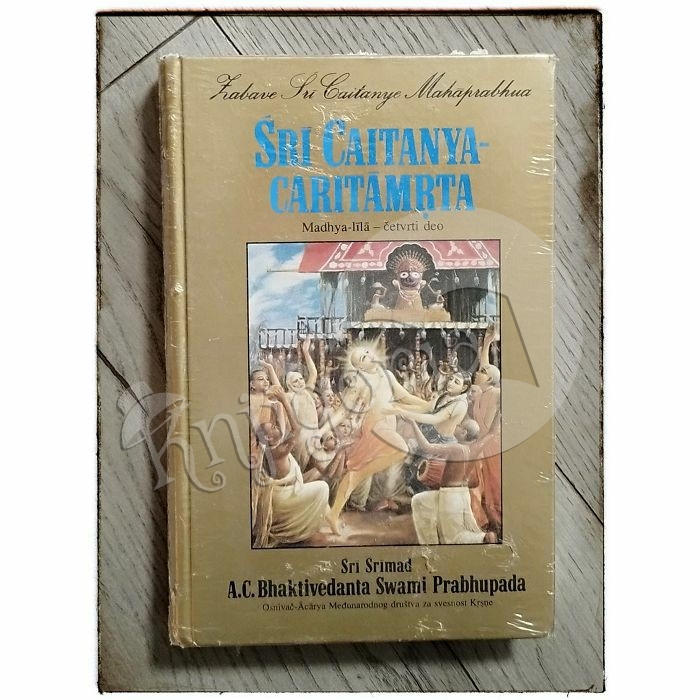 Zabave Śrī Caitanye Mahāprabhua
ŚRĪ CAITANYA-
CARITĀMṚTA
Madhya-līlā – četvrti deo
Śrī Śrīmad
A.C. Bhaktivedanta Swami Prabhupāda
Osnivač-Ācārya Međunarodnog društva za svesnost Kṛṣṇe